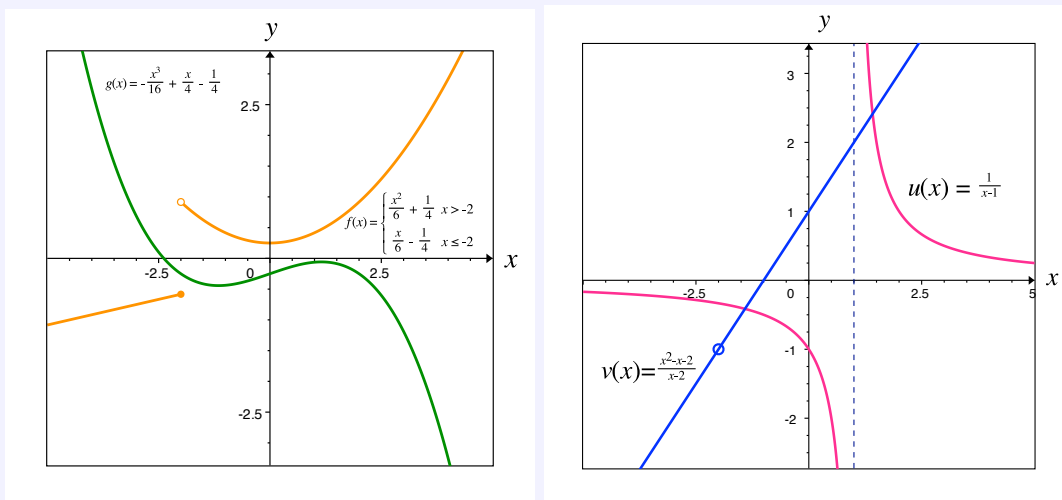 y
g(x) = -x³/16 + x/4 - 1/4
2.5
f(x) = { x²/6 + 1/4 x > -2
x/6 - 1/4 x ≤ -2
-2.5 0 2.5 x
-2.5
y
3
2
u(x) = 1/(x-1)
1
-2.5 0 2.5 5 x
-1
v(x)=(x²-x-2)/(x-2)
-2